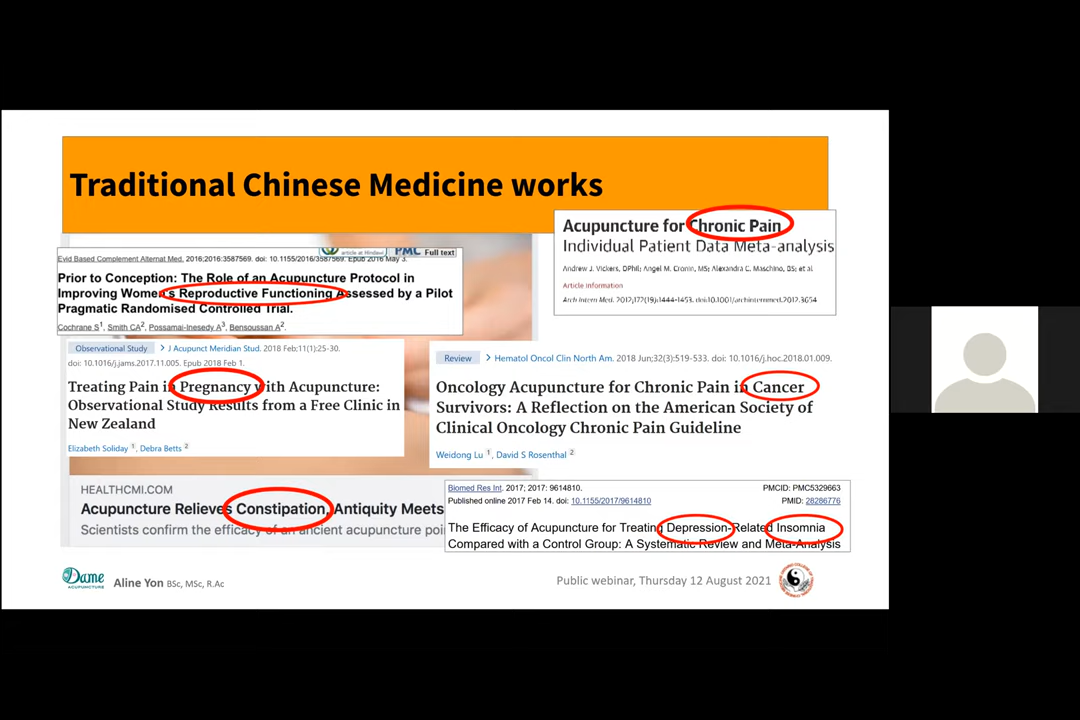 Traditional Chinese Medicine works
Acupuncture for Chronic Pain
Individual Patient Data Meta-analysis
Andrew J. Vickers, DPhil; Angel M. Cronin, MS; Alexandra C. Maschino, BS; et al
Article information
Arch Intern Med. 2012;172(19):1444-1453. doi:10.1001/archinternmed.2012.3654
article at Hindawi PMC Full text
Evid Based Complement Alternat Med. 2016;2016:3587569. doi: 10.1155/2016/3587569. Epub 2016 May 3.
Prior to Conception: The Role of an Acupuncture Protocol in
Improving Women's Reproductive Functioning Assessed by a Pilot
Pragmatic Randomised Controlled Trial.
Cochrane S1, Smith CA2, Possamai-Inesedy A3, Bensoussan A2.
Observational Study > J Acupunct Meridian Stud. 2018 Feb;11(1):25-30.
doi: 10.1016/j.jams.2017.11.005. Epub 2018 Feb 1.
Treating Pain in Pregnancy with Acupuncture:
Observational Study Results from a Free Clinic in
New Zealand
Elizabeth Soliday 1, Debra Betts 2
Review > Hematol Oncol Clin North Am. 2018 Jun;32(3):519-533. doi: 10.1016/j.hoc.2018.01.009.
Oncology Acupuncture for Chronic Pain in Cancer
Survivors: A Reflection on the American Society of
Clinical Oncology Chronic Pain Guideline
Weidong Lu 1, David S Rosenthal 2
HEALTHCMI.COM
Acupuncture Relieves Constipation, Antiquity Meets
Scientists confirm the efficacy of an ancient acupuncture poi
Biomed Res Int. 2017; 2017: 9614810. PMCID: PMC5329663
Published online 2017 Feb 14. doi: 10.1155/2017/9614810 PMID: 28286776
The Efficacy of Acupuncture for Treating Depression-Related Insomnia
Compared with a Control Group: A Systematic Review and Meta-Analysis
Dame
ACUPUNCTURE
Aline Yon BSc, MSc, R.Ac
Public webinar, Thursday 12 August 2021